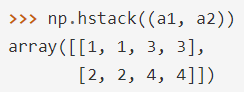 >>> np.hstack((a1, a2))
array([[1, 1, 3, 3],
       [2, 2, 4, 4]])